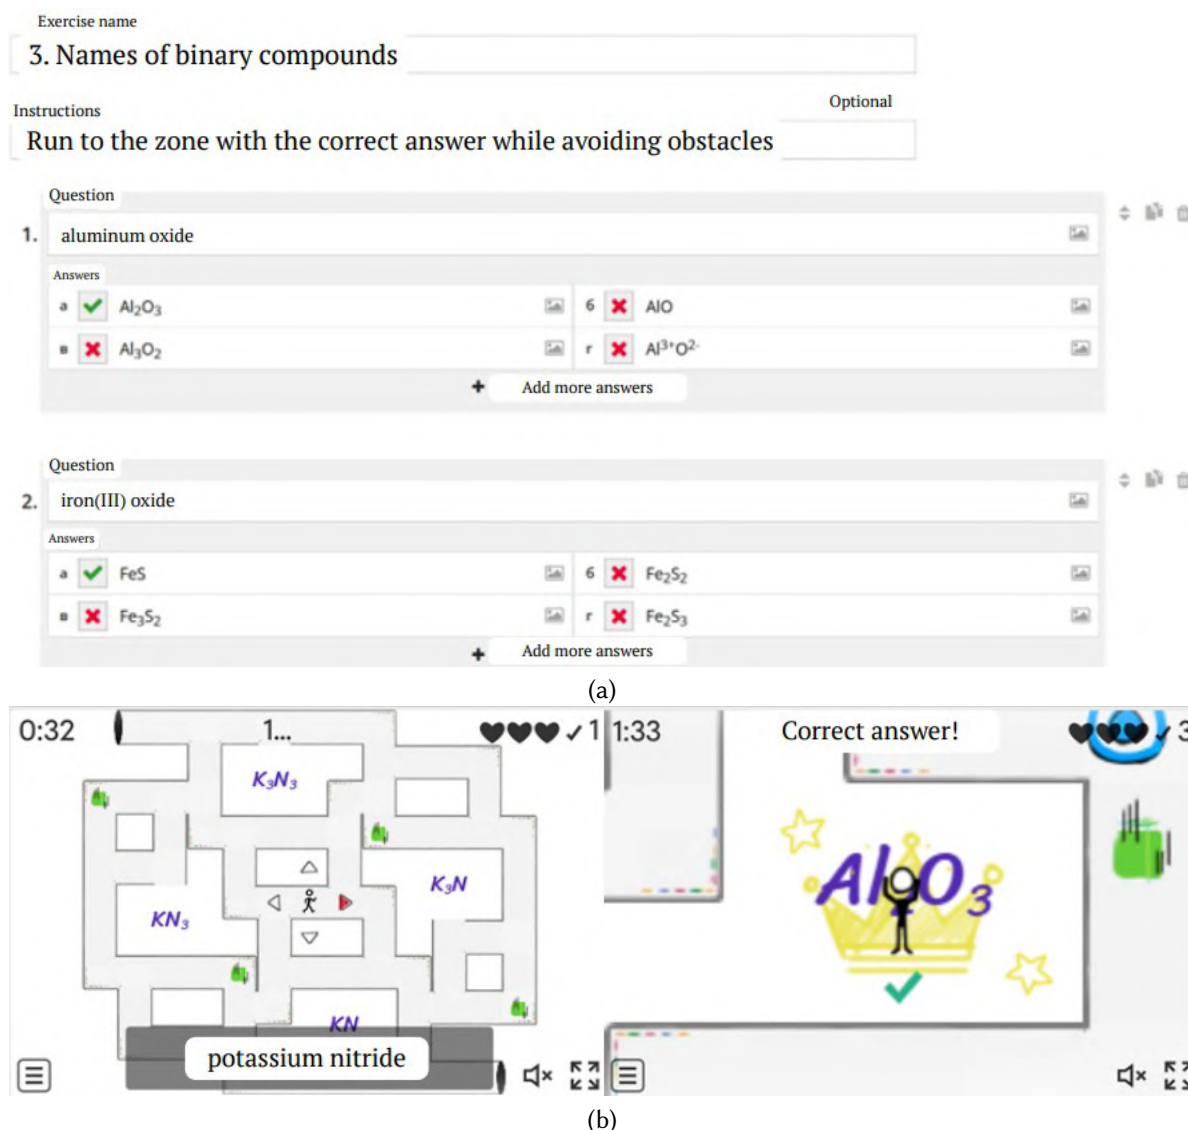 Exercise name
3. Names of binary compounds
Instructions Optional
Run to the zone with the correct answer while avoiding obstacles
Question
1. aluminum oxide
Answers
а Al₂O₃ б AlO
в Al₃O₂ г Al³⁺O²⁻
+ Add more answers
Question
2. iron(III) oxide
Answers
а FeS б Fe₂S₂
в Fe₃S₂ г Fe₂S₃
+ Add more answers
(a)
0:32 1... 1
K₃N₃
K₃N
KN₃
KN
potassium nitride
1:33 Correct answer! 3
Al₂O₃
(b)